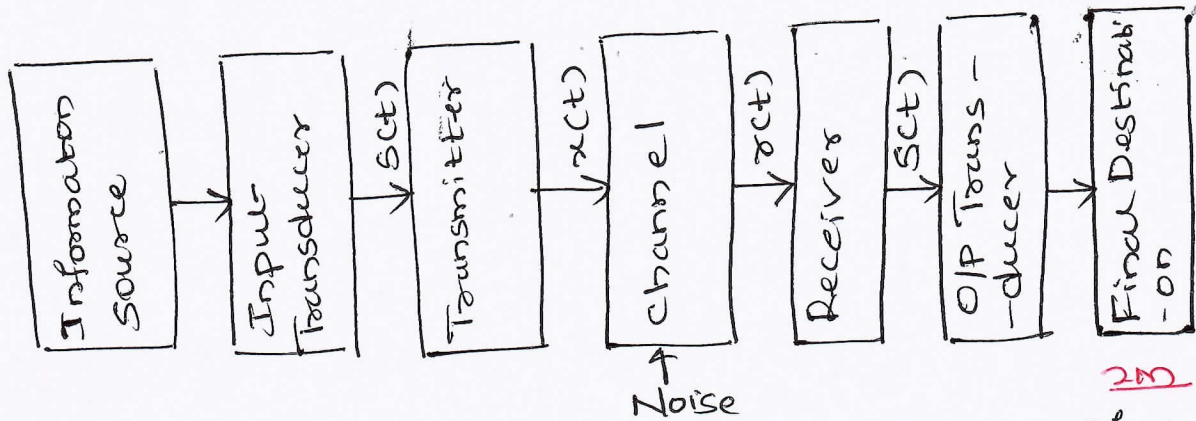 Information
Source
Input
Transducer
S(t)
Transmitter
x(t)
Channel
Noise
r(t)
Receiver
S(t)
O/P Trans -
-ducer
Final Destinati
- on
2M